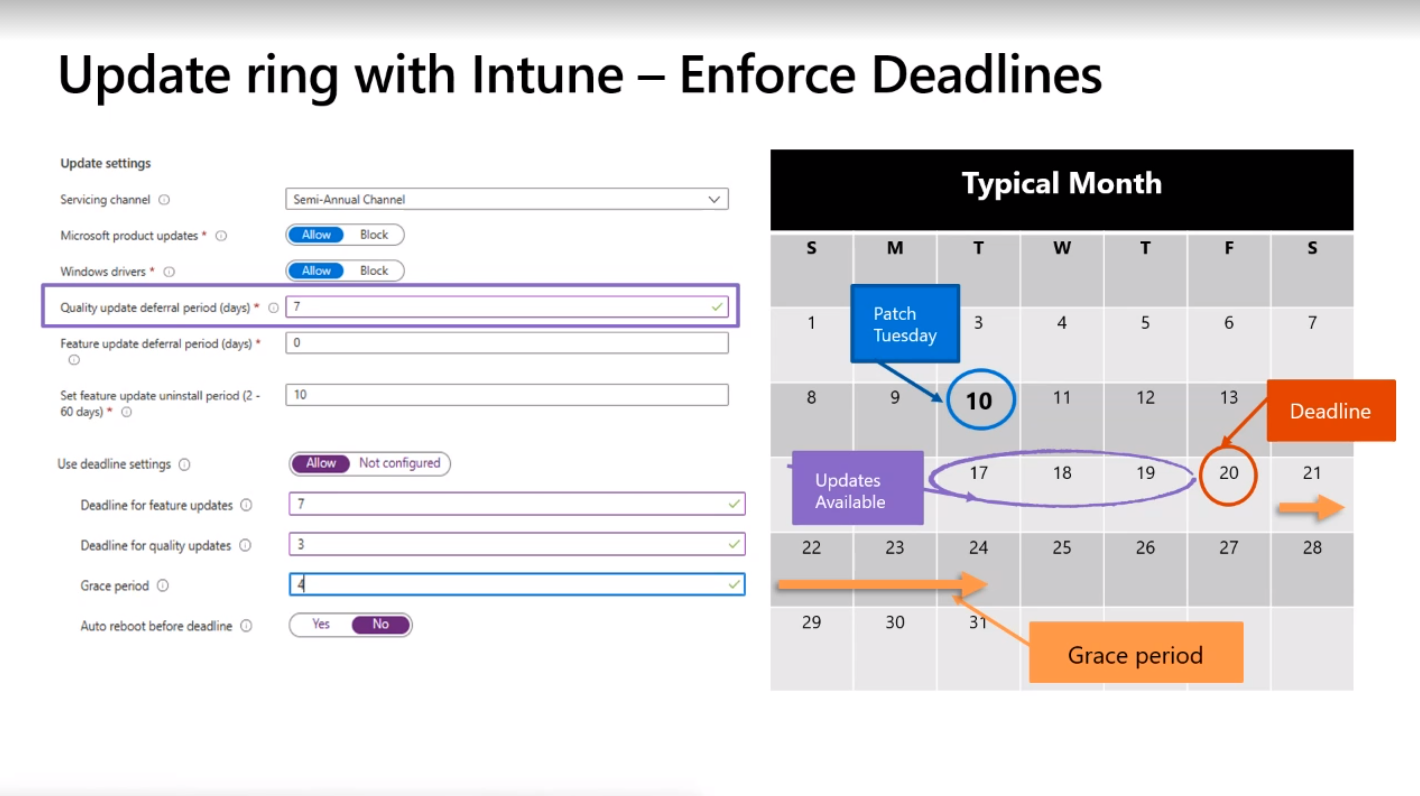 Update ring with Intune – Enforce Deadlines
Update settings
Servicing channel
Semi-Annual Channel
Microsoft product updates *
Allow Block
Windows drivers *
Allow Block
Quality update deferral period (days) *
7
Feature update deferral period (days) *
0
Set feature update uninstall period (2 -
60 days) *
10
Use deadline settings
Allow Not configured
Deadline for feature updates
7
Deadline for quality updates
3
Grace period
4
Auto reboot before deadline
Yes No
Typical Month
S M T W T F S
Patch
Tuesday
1 3 4 5 6 7
8 9 10 11 12 13
Deadline
Updates
Available
17 18 19 20 21
22 23 24 25 26 27 28
29 30 31
Grace period